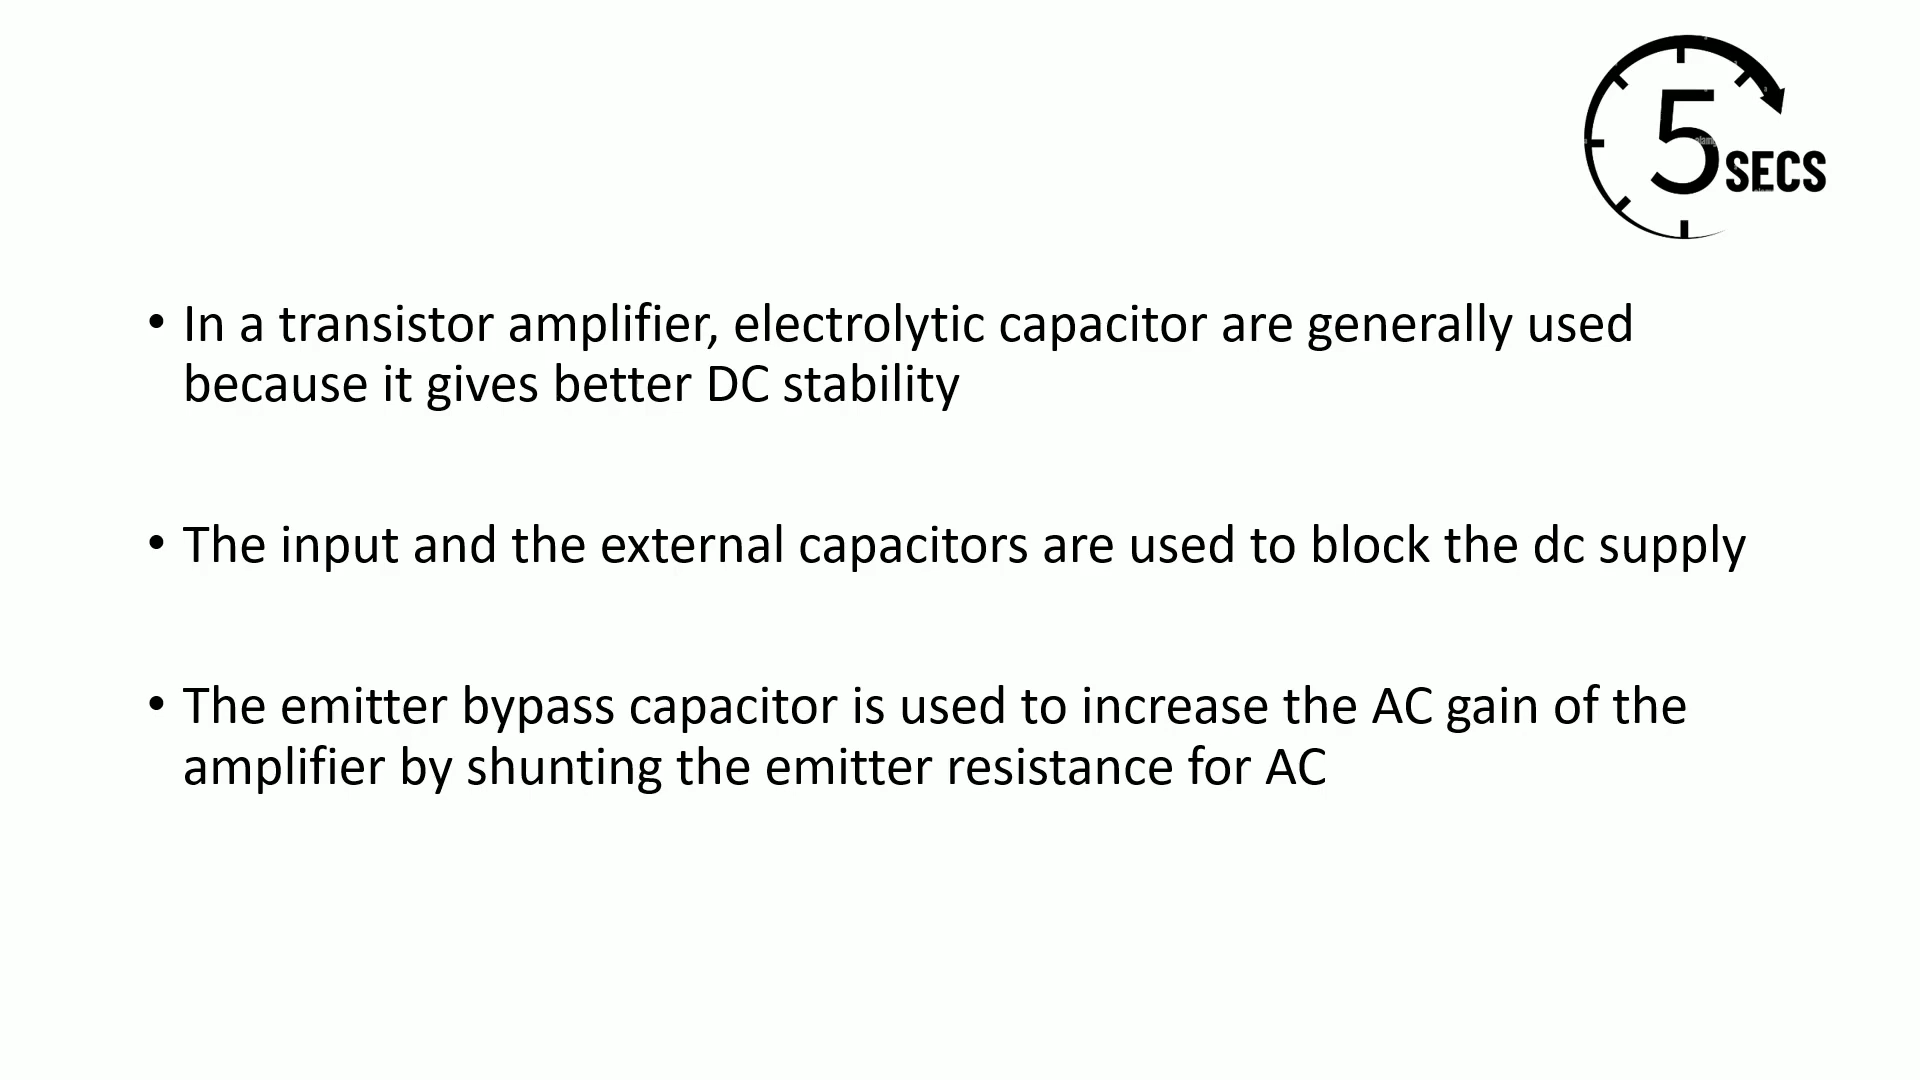 5 SECS
• In a transistor amplifier, electrolytic capacitor are generally used
because it gives better DC stability
• The input and the external capacitors are used to block the dc supply
• The emitter bypass capacitor is used to increase the AC gain of the
amplifier by shunting the emitter resistance for AC